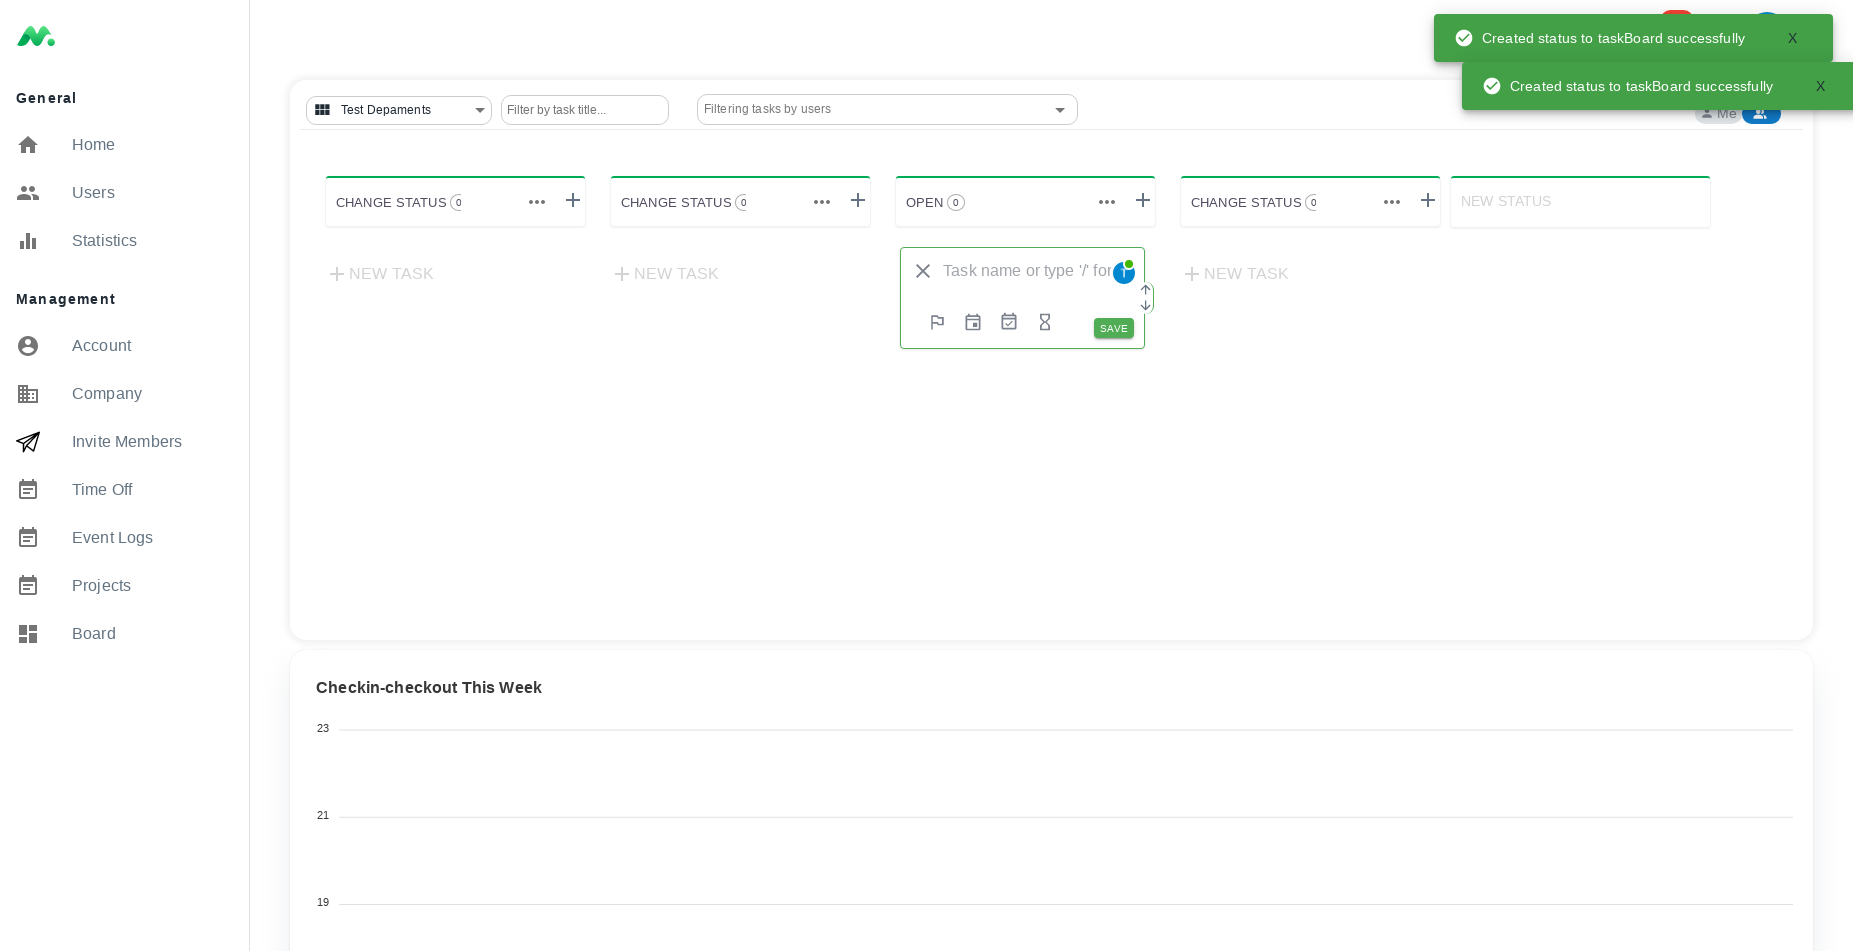 Created status to taskBoard successfully X
Created status to taskBoard successfully X
General
Home
Users
Statistics
Management
Account
Company
Invite Members
Time Off
Event Logs
Projects
Board
Test Depaments
Filter by task title...
Filtering tasks by users
Me
CHANGE STATUS 0
CHANGE STATUS 0
OPEN 0
CHANGE STATUS 0
NEW STATUS
NEW TASK
NEW TASK
Task name or type '/' for
T
SAVE
NEW TASK
Checkin-checkout This Week
23
21
19